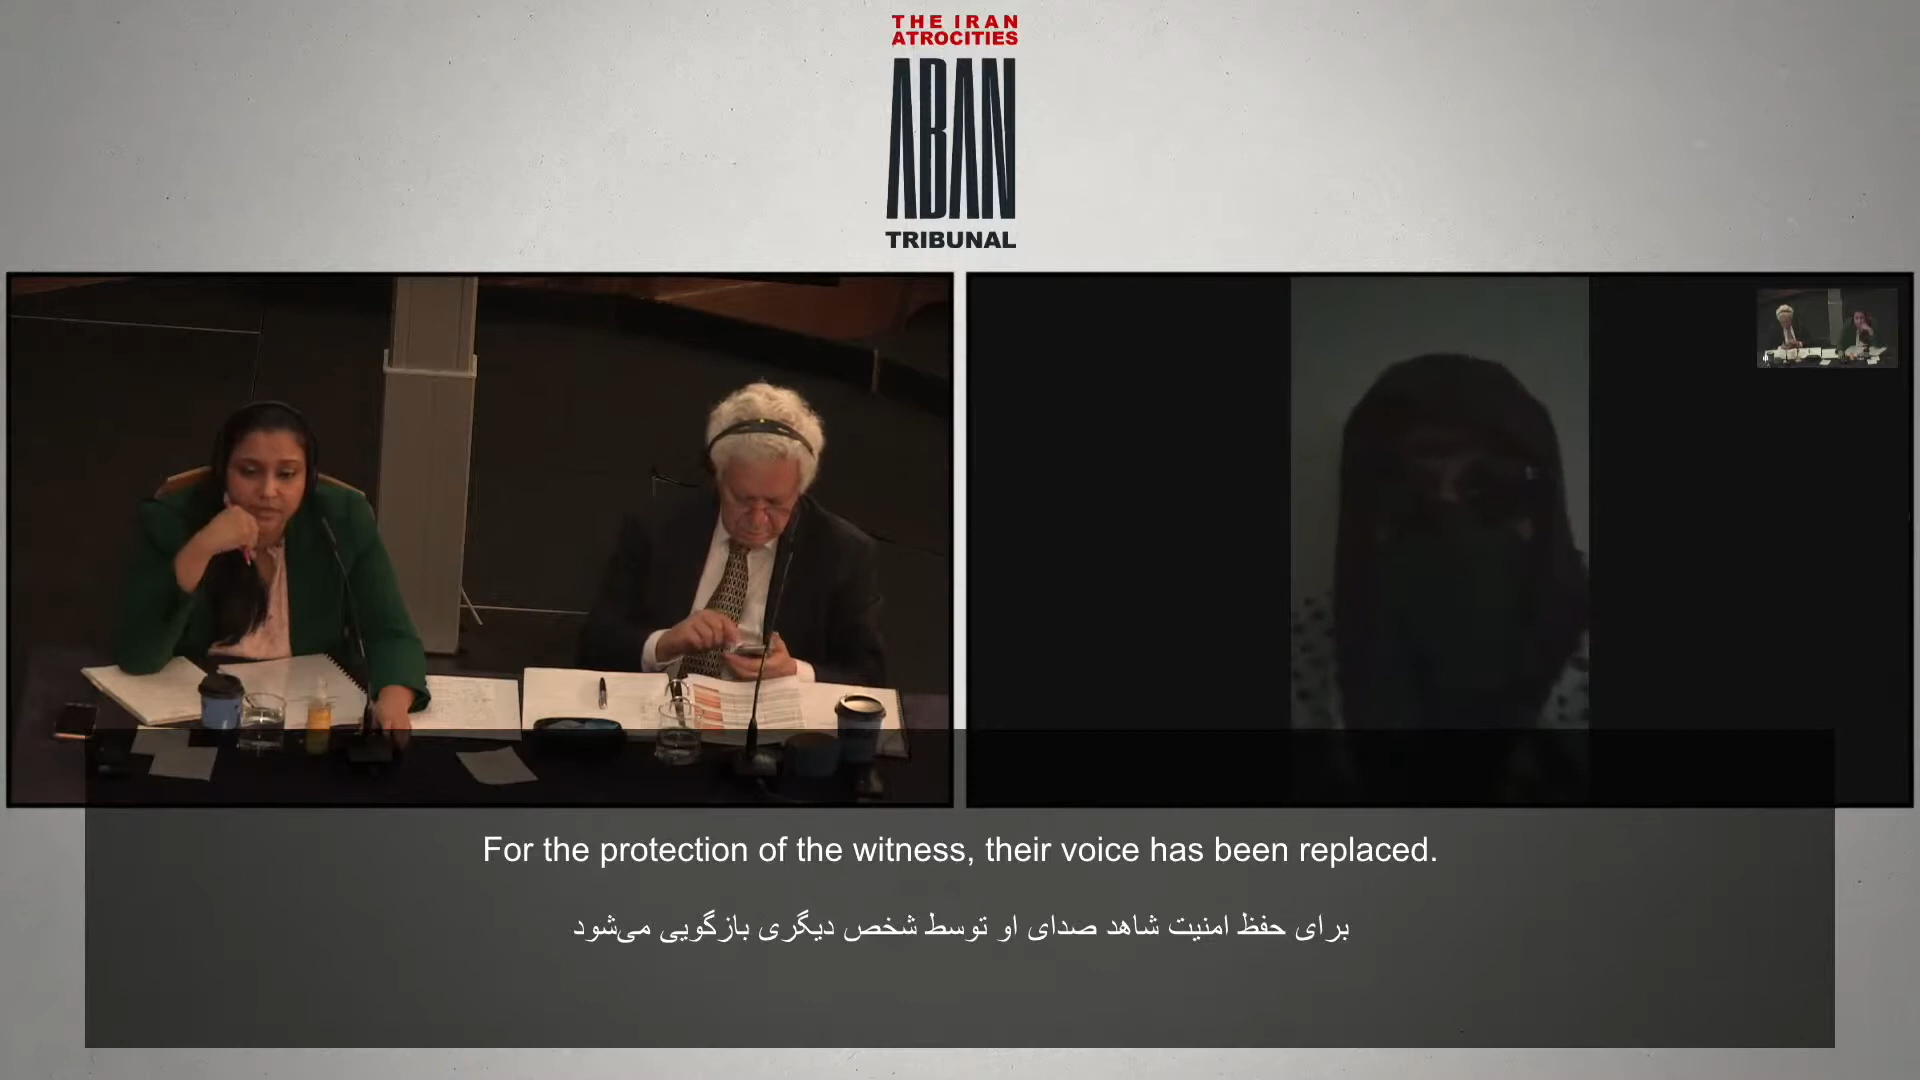 THE IRAN
ATROCITIES
ABAN
TRIBUNAL
For the protection of the witness, their voice has been replaced.
برای حفظ امنیت شاهد صدای او توسط شخص دیگری بازگویی می‌شود